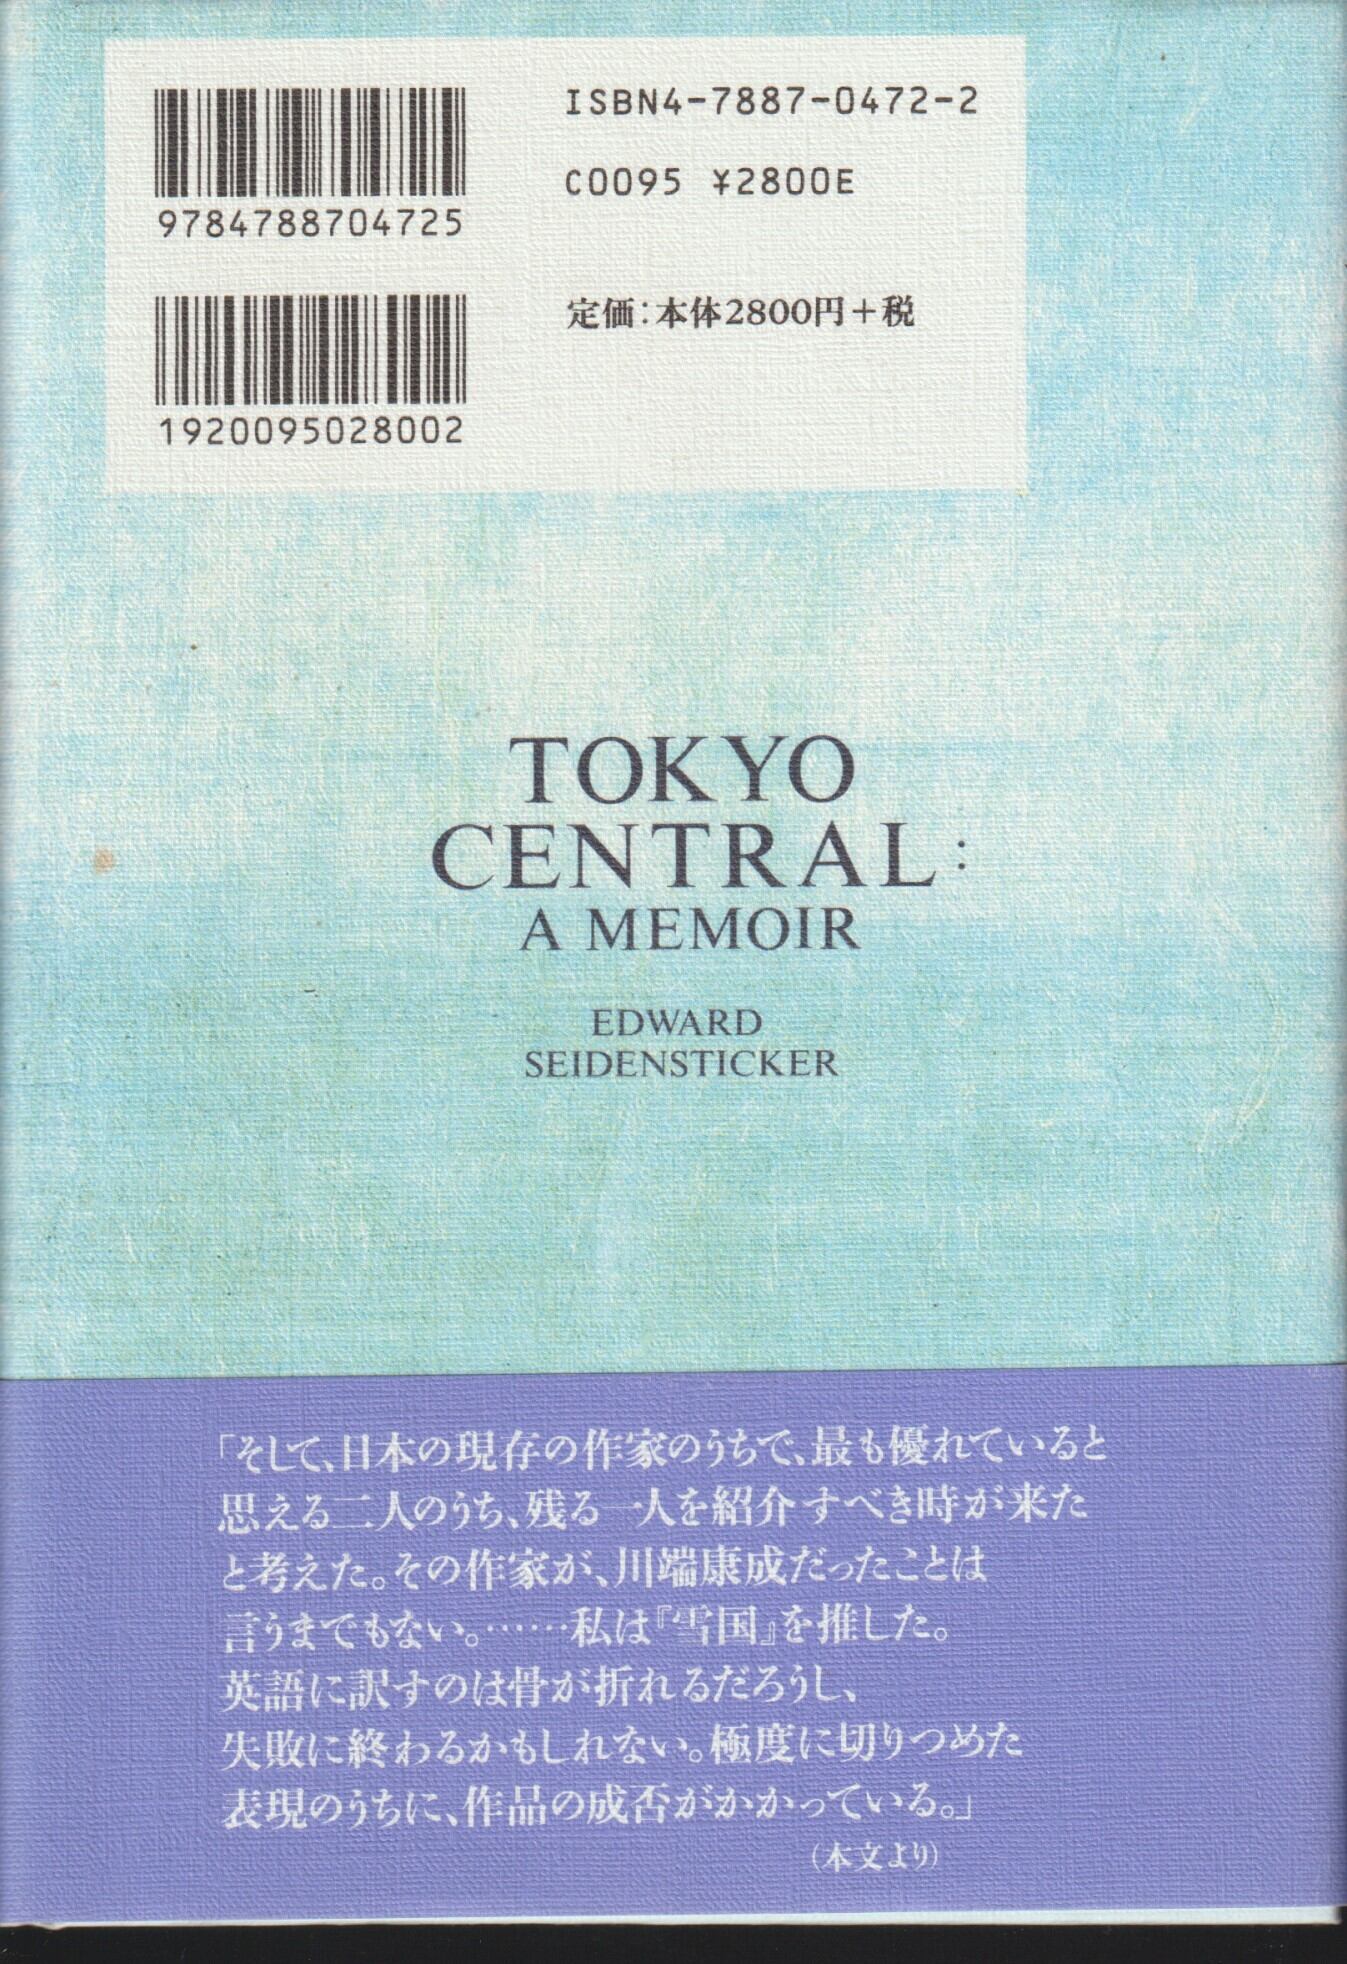 ISBN4-7887-0472-2
C0095 ¥2800E
9784788704725
定価:本体2800円+税
1920095028002
TOKYO
CENTRAL:
A MEMOIR
EDWARD
SEIDENSTICKER
「そして、日本の現存の作家のうちで、最も優れていると
思える二人のうち、残る一人を紹介すべき時が来た
と考えた。その作家が、川端康成だったことは
言うまでもない。……私は『雪国』を推した。
英語に訳すのは骨が折れるだろうし、
失敗に終わるかもしれない。極度に切りつめた
表現のうちに、作品の成否がかかっている。」
(本文より)